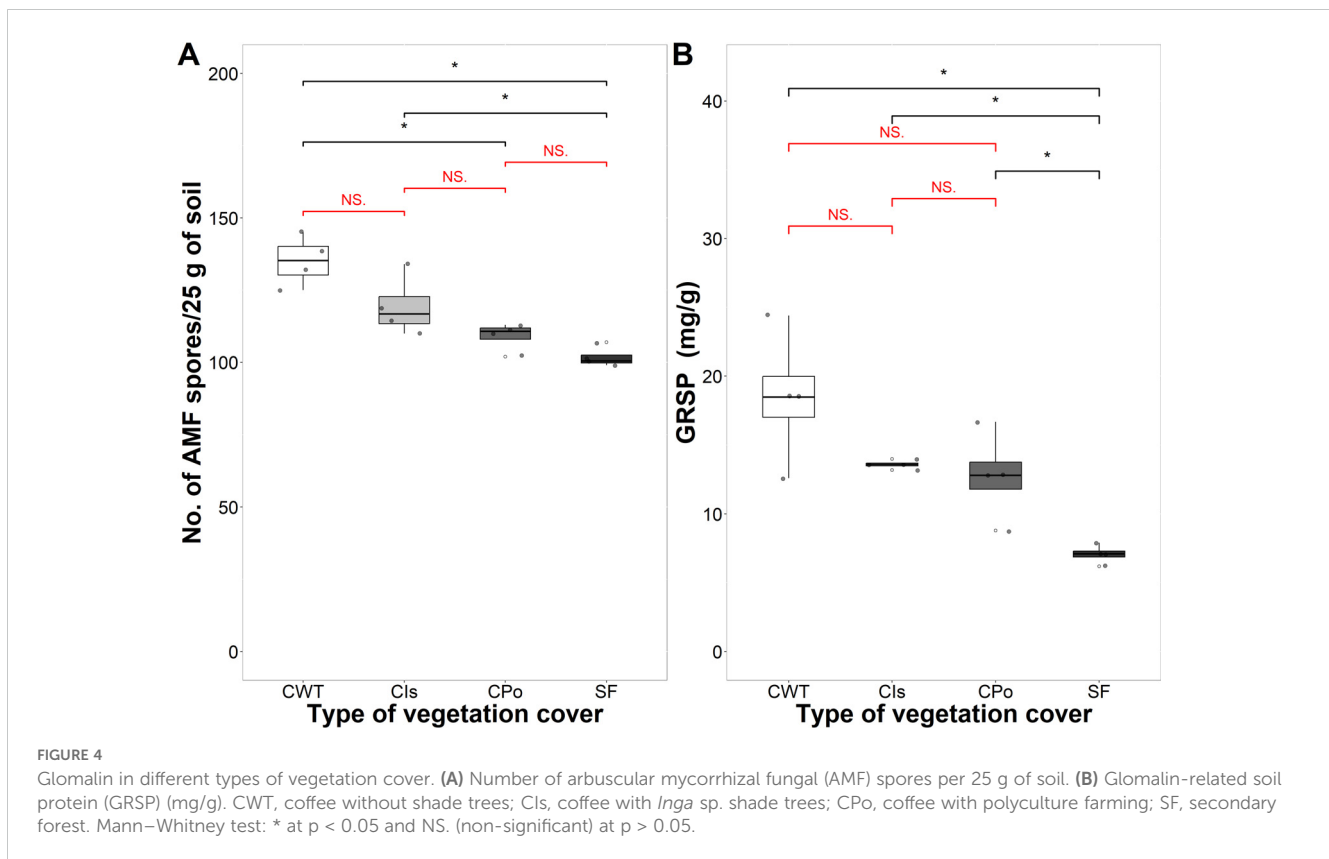 A
B
200
150
100
50
0
No. of AMF spores/25 g of soil
*
*
*
NS.
NS.
NS.
CWT CIs CPo SF
Type of vegetation cover
40
30
20
10
0
GRSP (mg/g)
*
*
NS.
*
NS.
NS.
CWT CIs CPo SF
Type of vegetation cover
FIGURE 4
Glomalin in different types of vegetation cover. (A) Number of arbuscular mycorrhizal fungal (AMF) spores per 25 g of soil. (B) Glomalin-related soil
protein (GRSP) (mg/g). CWT, coffee without shade trees; CIs, coffee with Inga sp. shade trees; CPo, coffee with polyculture farming; SF, secondary
forest. Mann–Whitney test: * at p < 0.05 and NS. (non-significant) at p > 0.05.